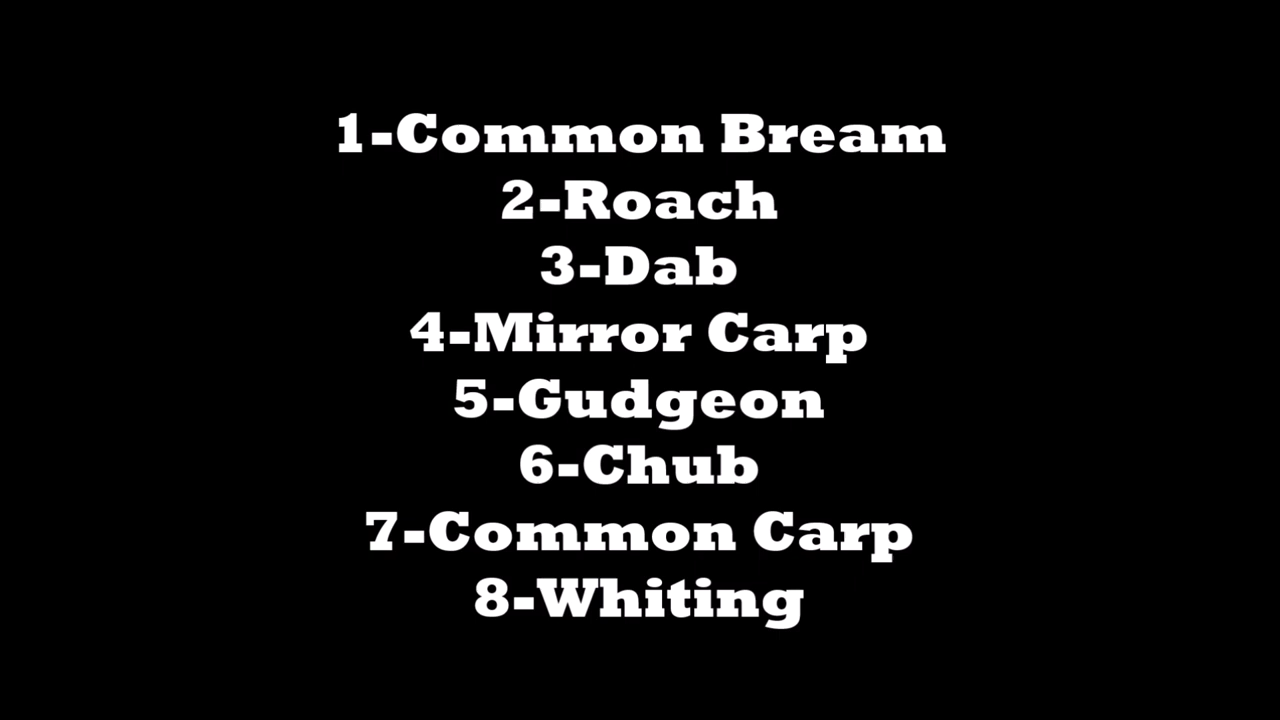 1-Common Bream
2-Roach
3-Dab
4-Mirror Carp
5-Gudgeon
6-Chub
7-Common Carp
8-Whiting